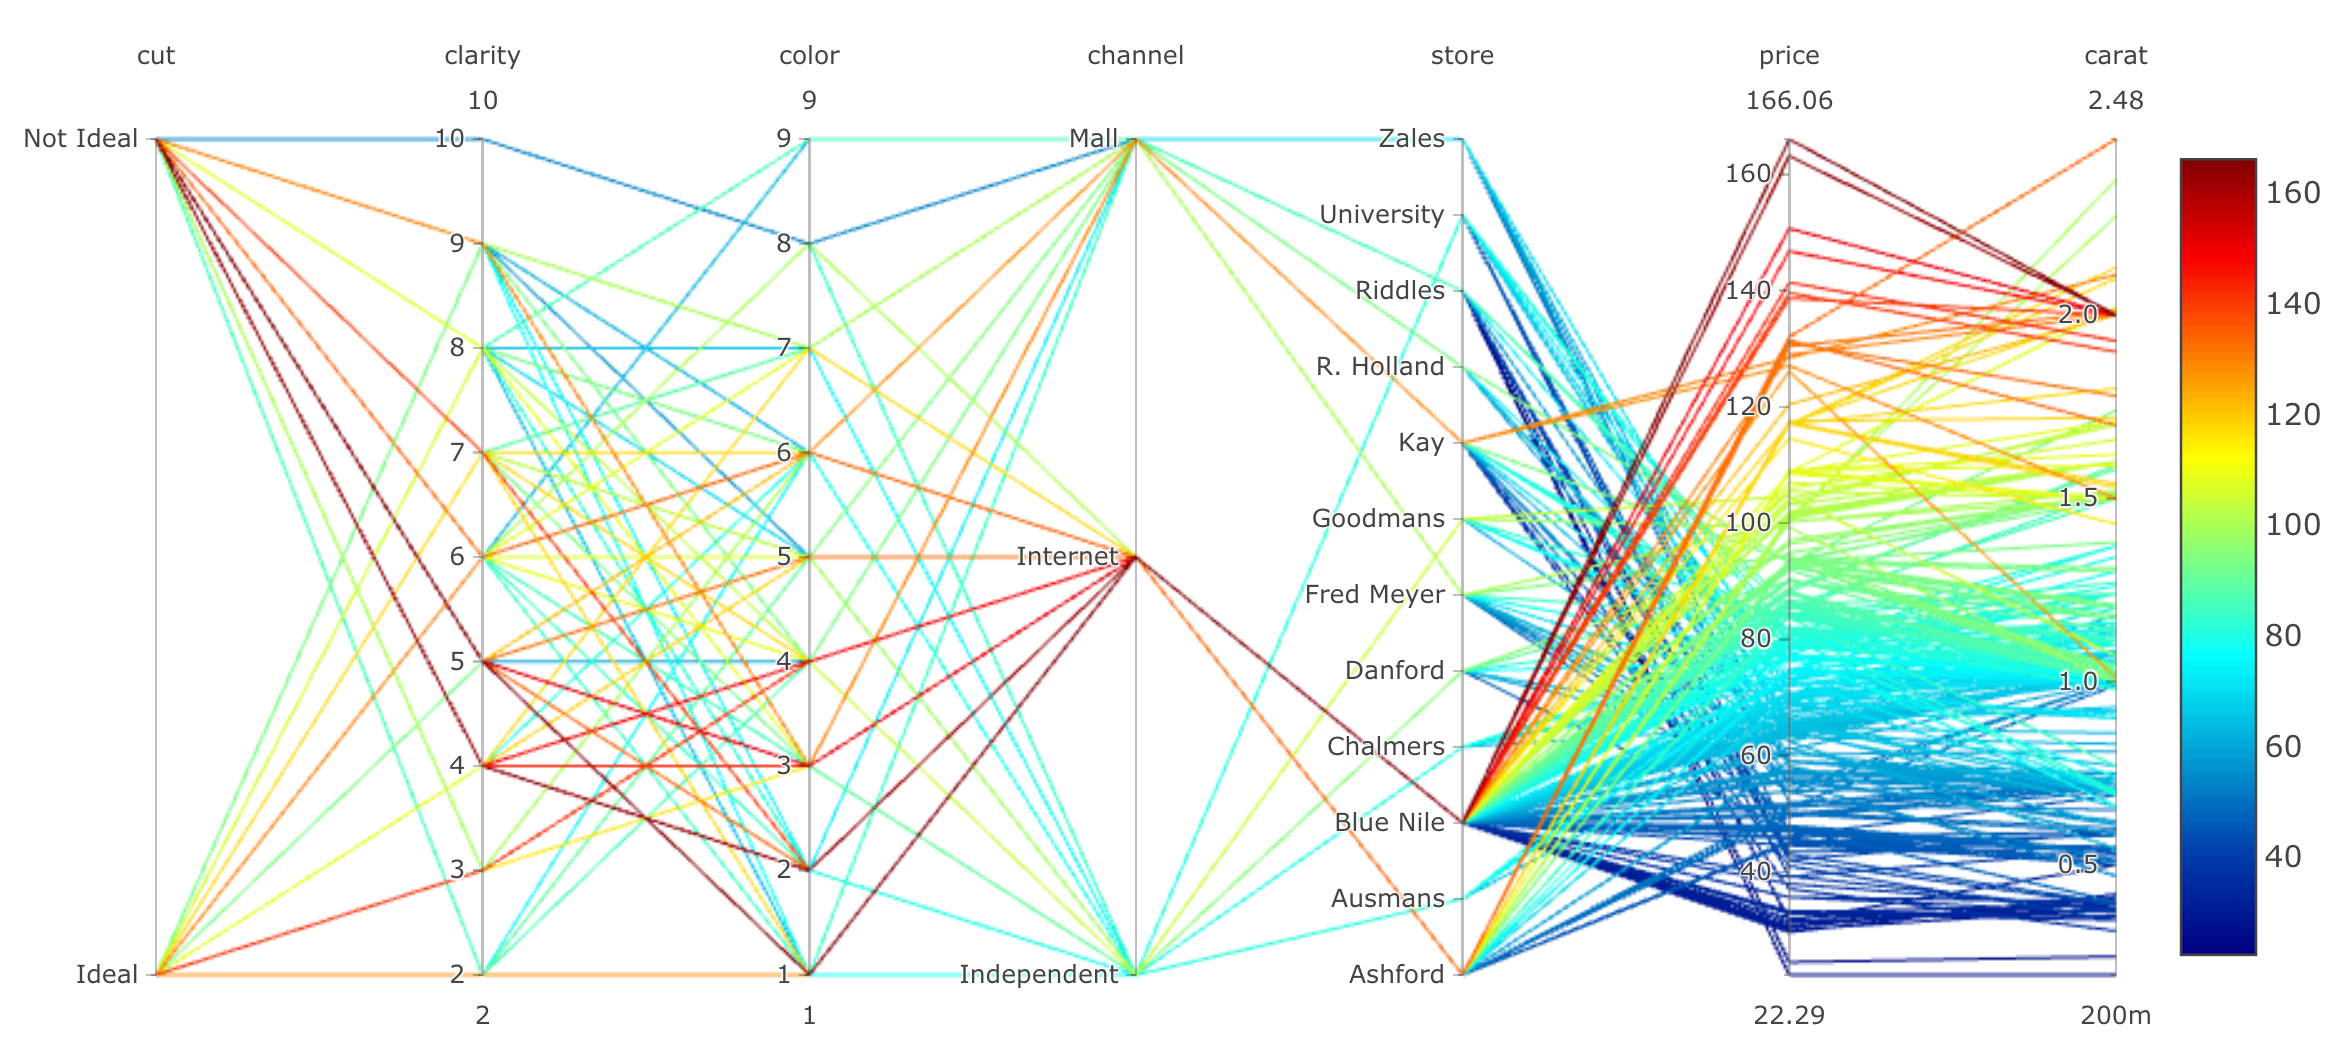 cut clarity color channel store price carat
10 9 166.06 2.48
Not Ideal 10 9 Mall Zales
160 160
University
9 8
140 140 Riddles
2.0
8 7 R. Holland
120 120 Kay
7 6
1.5
100 100 Goodmans
6 5 Internet
Fred Meyer
80 80
5 4 Danford 1.0
60 60 Chalmers
4 3
Blue Nile
40 40
3 2 0.5
Ausmans
Ideal 2 1 Independent Ashford
2 1 22.29 200m